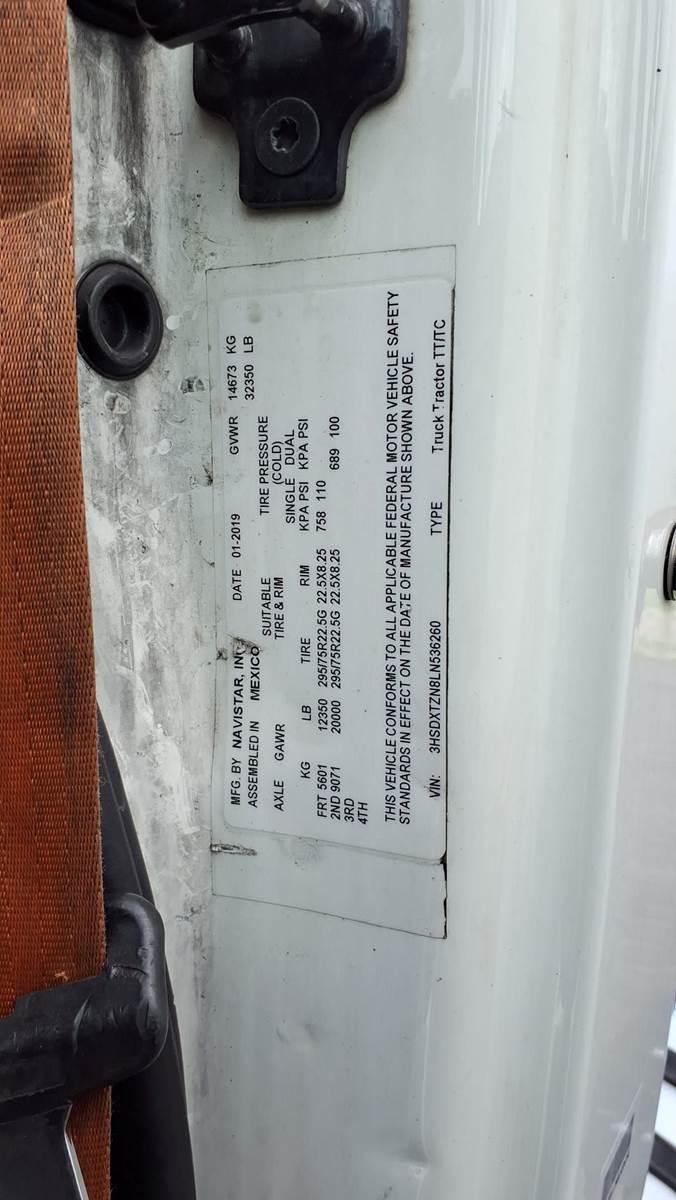 MFG. BY NAVISTAR, INC DATE 01-2019 GVWR 14673 KG
ASSEMBLED IN MEXICO 32350 LB
SUITABLE TIRE PRESSURE
AXLE GAWR TIRE & RIM (COLD)
SINGLE DUAL
KG LB TIRE RIM KPA PSI KPA PSI
FRT 5601 12350 295/75R22.5G 22.5X8.25 758 110
2ND 9071 20000 295/75R22.5G 22.5X8.25 689 100
3RD
4TH
THIS VEHICLE CONFORMS TO ALL APPLICABLE FEDERAL MOTOR VEHICLE SAFETY
STANDARDS IN EFFECT ON THE DATE OF MANUFACTURE SHOWN ABOVE.
VIN: 3HSDXTZN8LN536260 TYPE Truck Tractor TT/TC